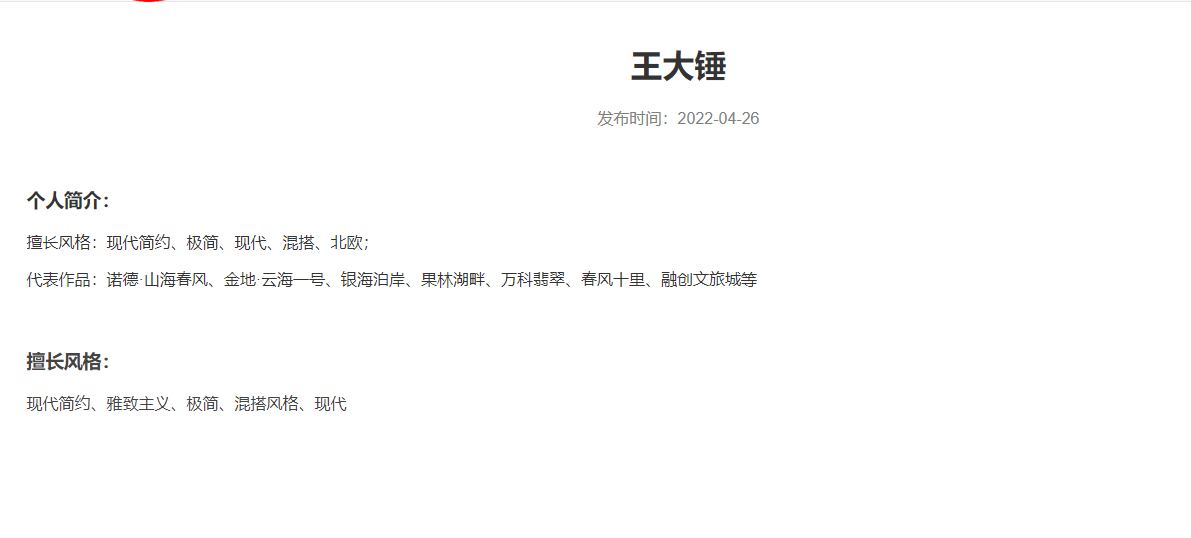 王大锤
发布时间：2022-04-26
个人简介：
擅长风格：现代简约、极简、现代、混搭、北欧；
代表作品：诺德·山海春风、金地·云海一号、银海泊岸、果林湖畔、万科翡翠、春风十里、融创文旅城等
擅长风格：
现代简约、雅致主义、极简、混搭风格、现代